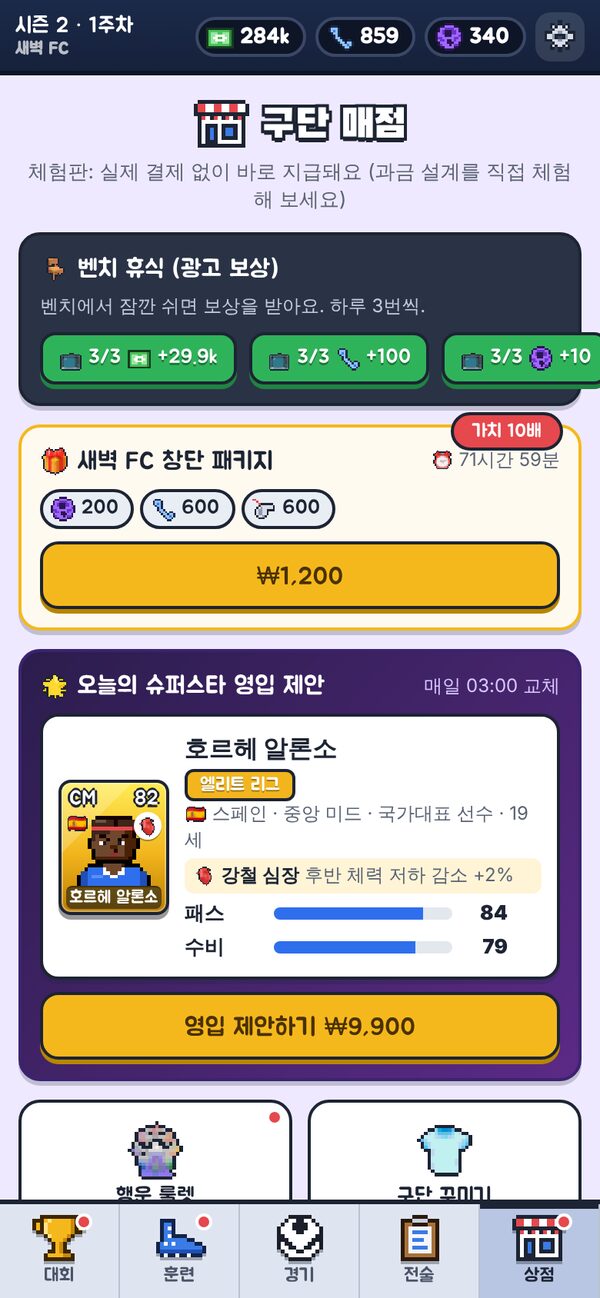 시즌 2 · 1주차
새벽 FC
284k
859
340
구단 매점
체험판: 실제 결제 없이 바로 지급돼요 (과금 설계를 직접 체험
해 보세요)
벤치 휴식 (광고 보상)
벤치에서 잠깐 쉬면 보상을 받아요. 하루 3번씩.
3/3 +29.9k
3/3 +100
3/3 +10
가치 10배
새벽 FC 창단 패키지
71시간 59분
200
600
600
₩1,200
오늘의 슈퍼스타 영입 제안
매일 03:00 교체
호르헤 알론소
엘리트 리그
CM 82
호르헤 알론소
스페인 · 중앙 미드 · 국가대표 선수 · 19
세
강철 심장 후반 체력 저하 감소 +2%
패스 84
수비 79
영입 제안하기 ₩9,900
행운 룰렛
구단 꾸미기
대회
훈련
경기
전술
상점